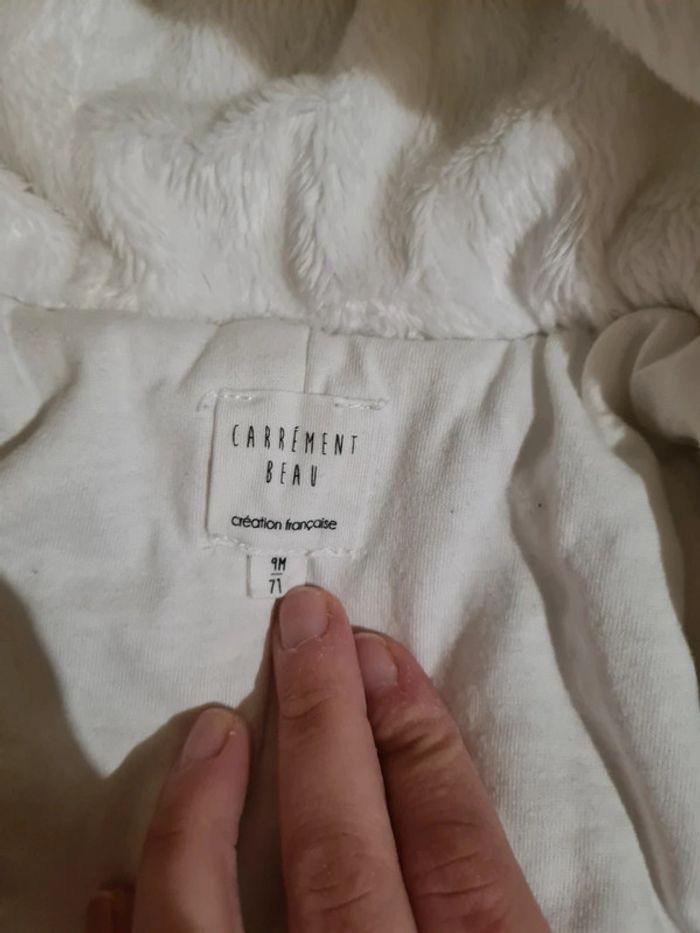 CARRÉMENT
BEAU
création française
9M
71